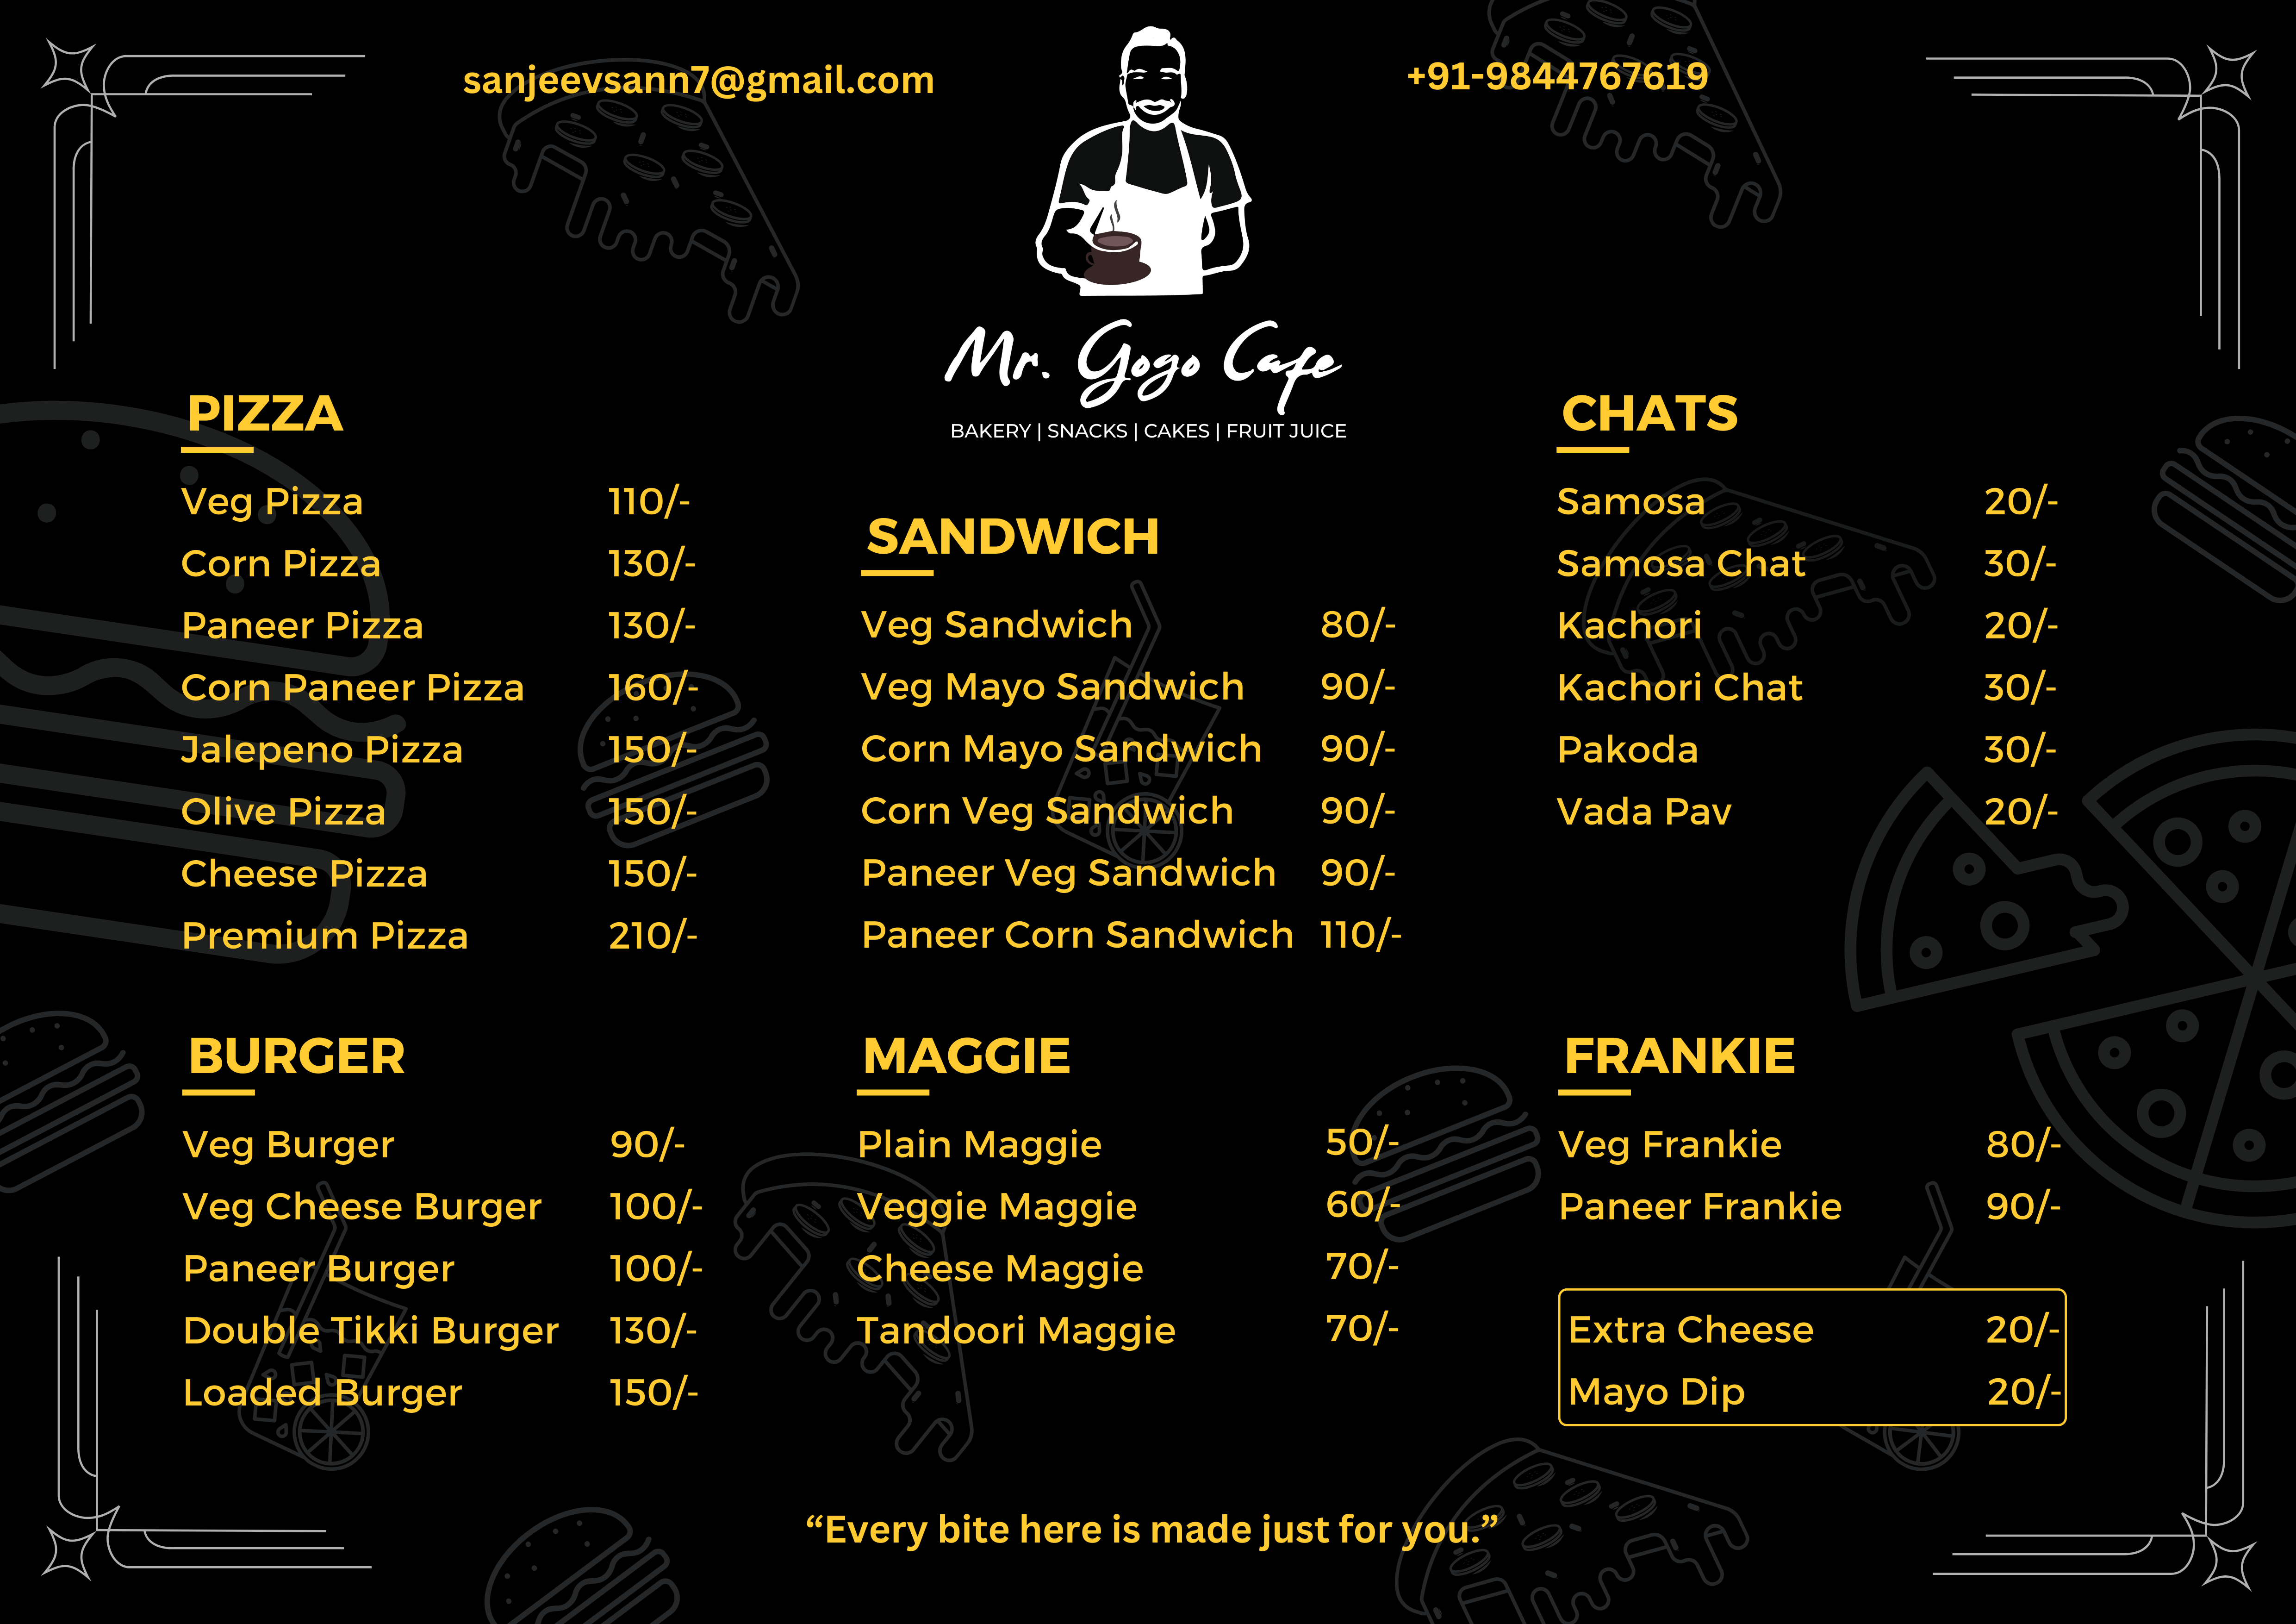 sanjeevsann7@gmail.com
+91-9844767619
Mr. Gogo Cafe
BAKERY | SNACKS | CAKES | FRUIT JUICE
PIZZA
Veg Pizza 110/-
Corn Pizza 130/-
Paneer Pizza 130/-
Corn Paneer Pizza 160/-
Jalepeno Pizza 150/-
Olive Pizza 150/-
Cheese Pizza 150/-
Premium Pizza 210/-
SANDWICH
Veg Sandwich 80/-
Veg Mayo Sandwich 90/-
Corn Mayo Sandwich 90/-
Corn Veg Sandwich 90/-
Paneer Veg Sandwich 90/-
Paneer Corn Sandwich 110/-
CHATS
Samosa 20/-
Samosa Chat 30/-
Kachori 20/-
Kachori Chat 30/-
Pakoda 30/-
Vada Pav 20/-
BURGER
Veg Burger 90/-
Veg Cheese Burger 100/-
Paneer Burger 100/-
Double Tikki Burger 130/-
Loaded Burger 150/-
MAGGIE
Plain Maggie 50/-
Veggie Maggie 60/-
Cheese Maggie 70/-
Tandoori Maggie 70/-
FRANKIE
Veg Frankie 80/-
Paneer Frankie 90/-
Extra Cheese 20/-
Mayo Dip 20/-
“Every bite here is made just for you.”